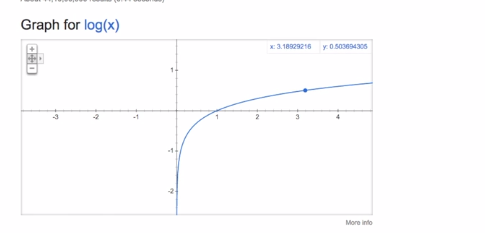 Graph for log(x)
x: 3.18929216 y: 0.503694305
1
-3 -2 -1 1 2 3 4
-1
-2
More info